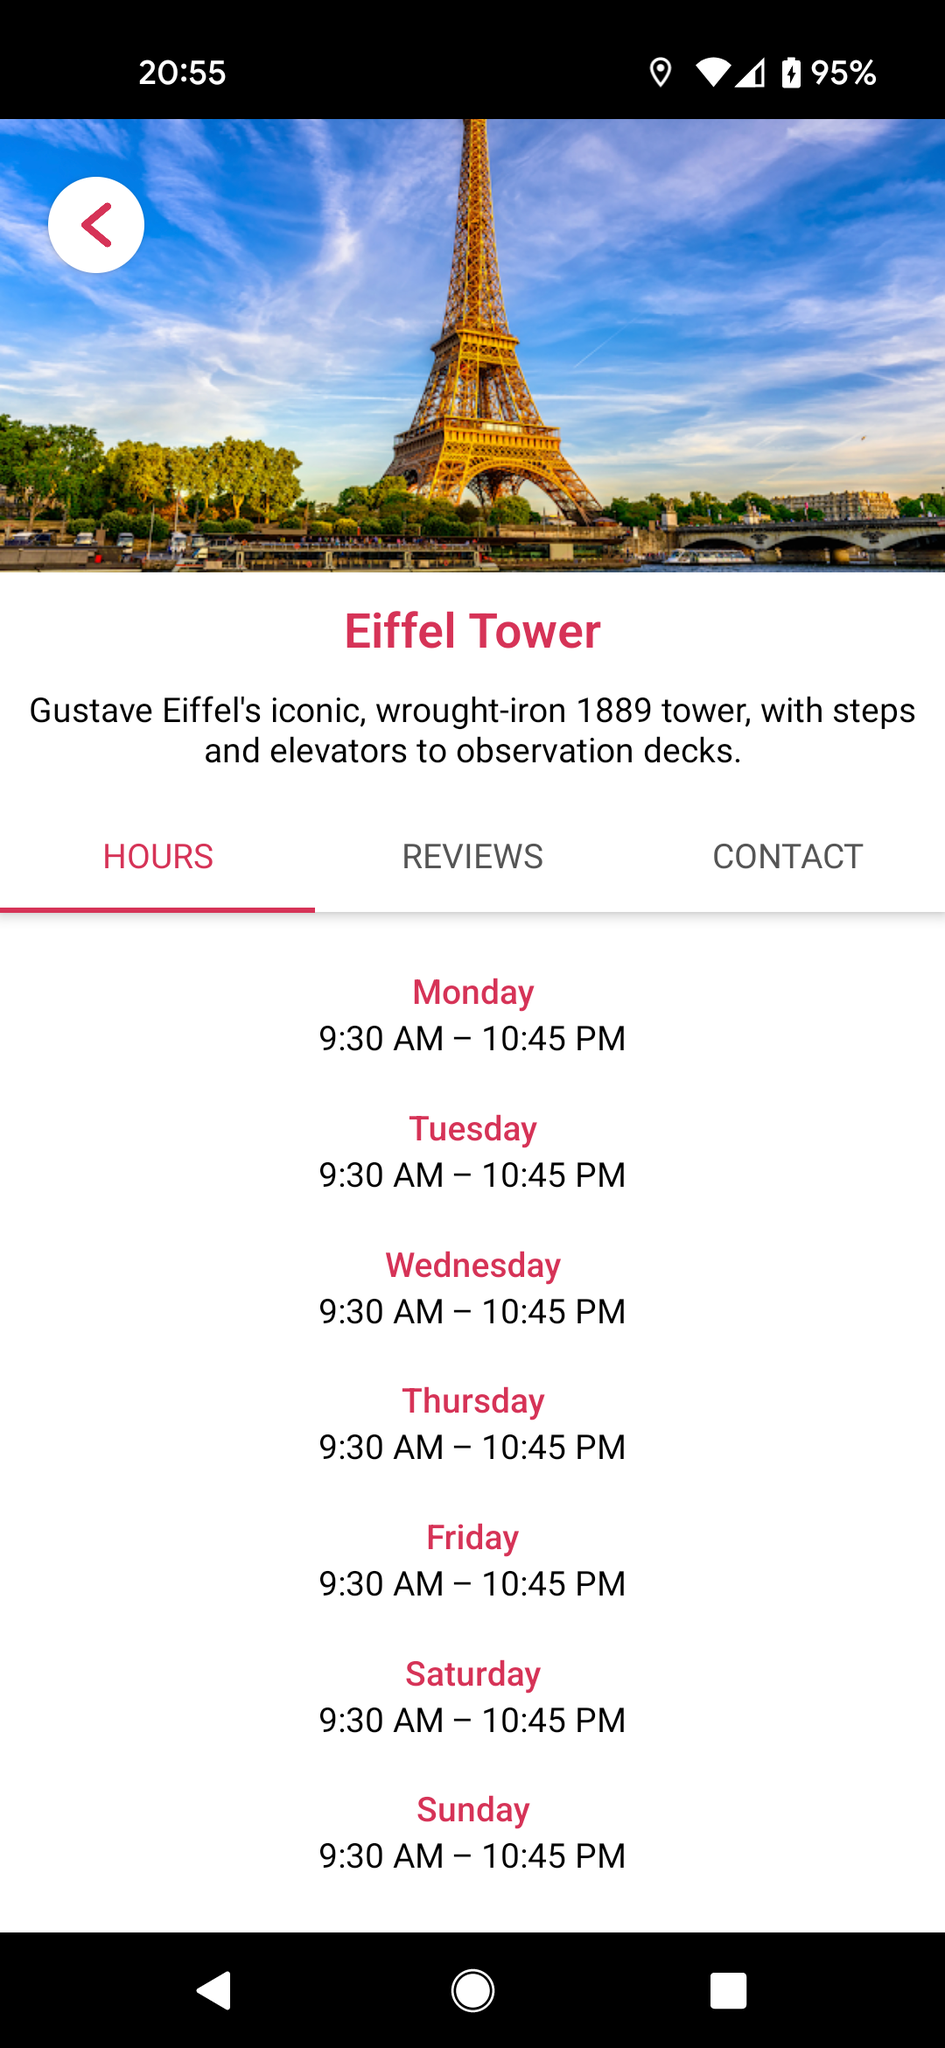 20:55
95%
Eiffel Tower
Gustave Eiffel's iconic, wrought-iron 1889 tower, with steps
and elevators to observation decks.
HOURS
REVIEWS
CONTACT
Monday
9:30 AM – 10:45 PM
Tuesday
9:30 AM – 10:45 PM
Wednesday
9:30 AM – 10:45 PM
Thursday
9:30 AM – 10:45 PM
Friday
9:30 AM – 10:45 PM
Saturday
9:30 AM – 10:45 PM
Sunday
9:30 AM – 10:45 PM